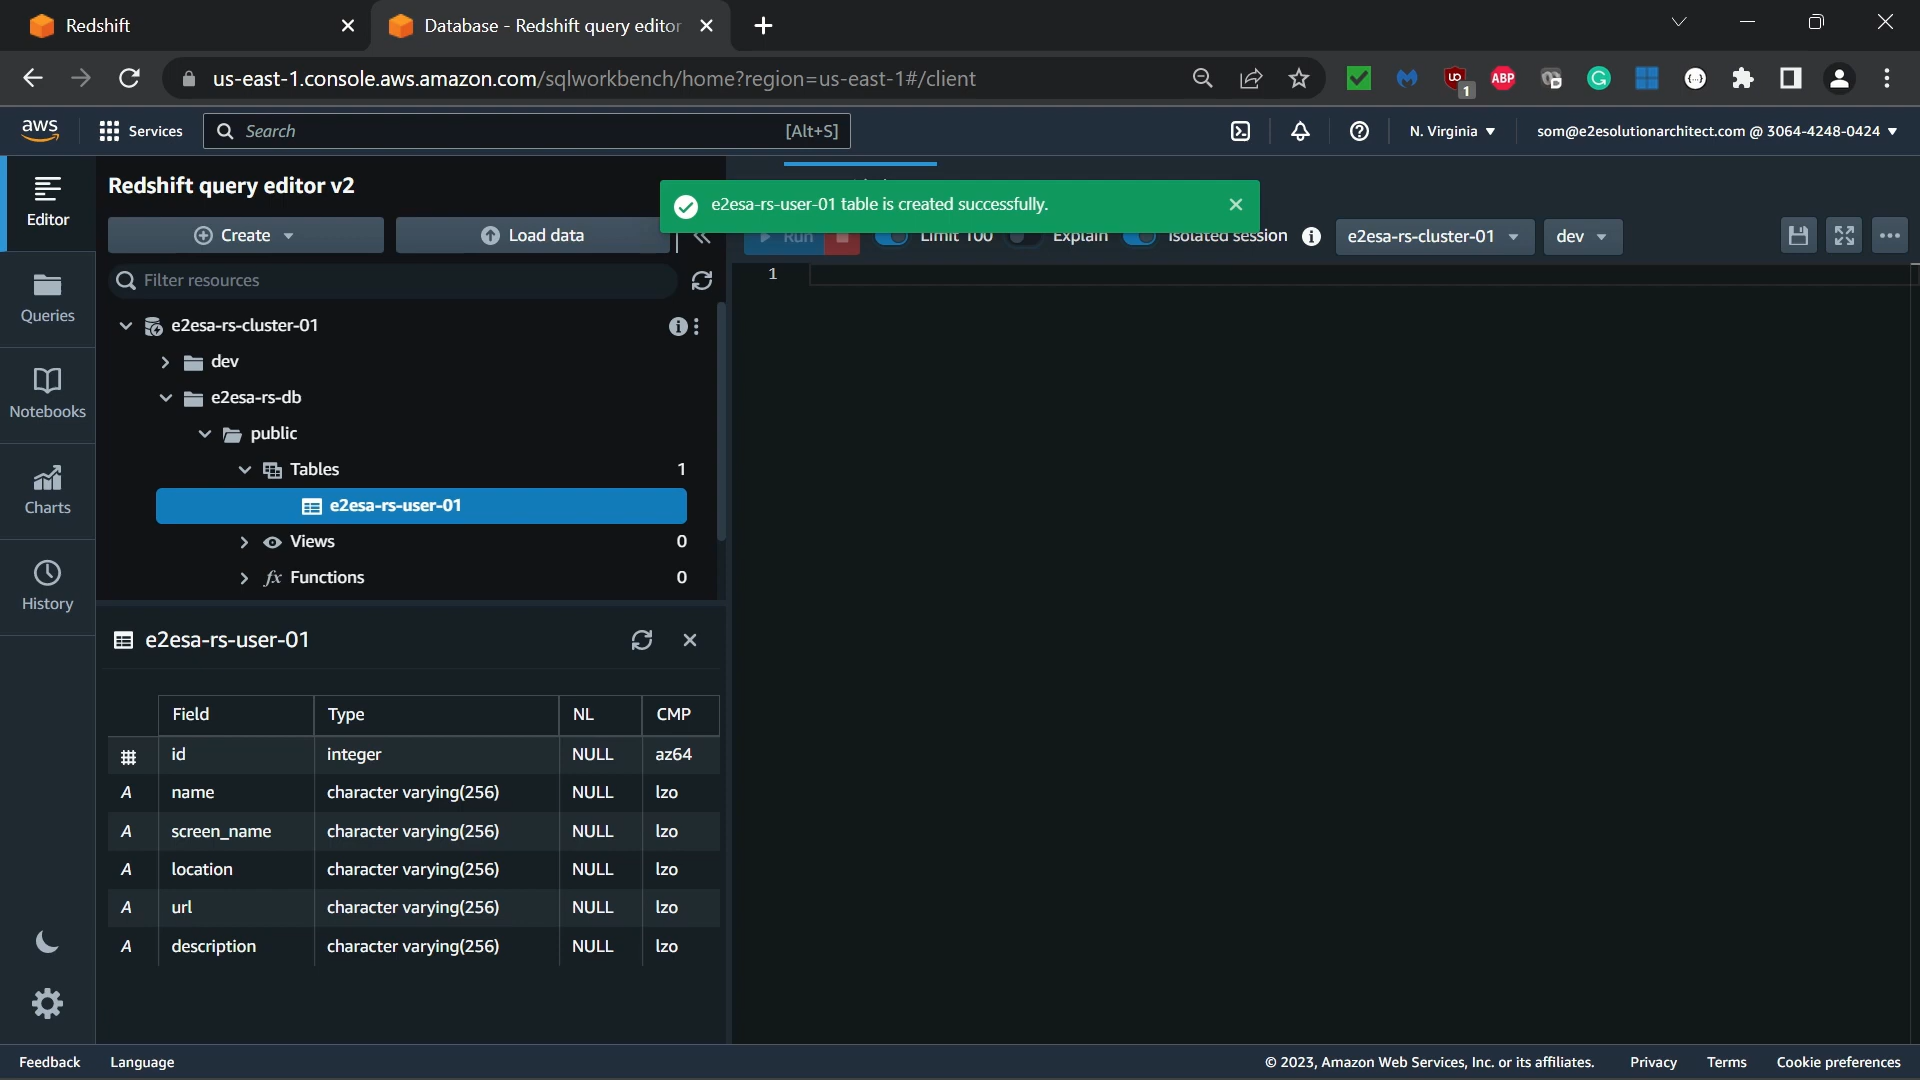 Redshift
Database - Redshift query editor
us-east-1.console.aws.amazon.com/sqlworkbench/home?region=us-east-1#/client
1
ABP
aws
Services
Search
[Alt+S]
N. Virginia
som@e2esolutionarchitect.com @ 3064-4248-0424
Redshift query editor v2
e2esa-rs-user-01 table is created successfully.
Editor
Create
Load data
Run
Limit 100
Explain
Isolated session
e2esa-rs-cluster-01
dev
Filter resources
1
Queries
e2esa-rs-cluster-01
dev
e2esa-rs-db
Notebooks
public
Tables 1
e2esa-rs-user-01
Charts
Views 0
fx Functions 0
History
e2esa-rs-user-01
Field Type NL CMP
id integer NULL az64
A name character varying(256) NULL lzo
A screen_name character varying(256) NULL lzo
A location character varying(256) NULL lzo
A url character varying(256) NULL lzo
A description character varying(256) NULL lzo
Feedback Language
© 2023, Amazon Web Services, Inc. or its affiliates. Privacy Terms Cookie preferences